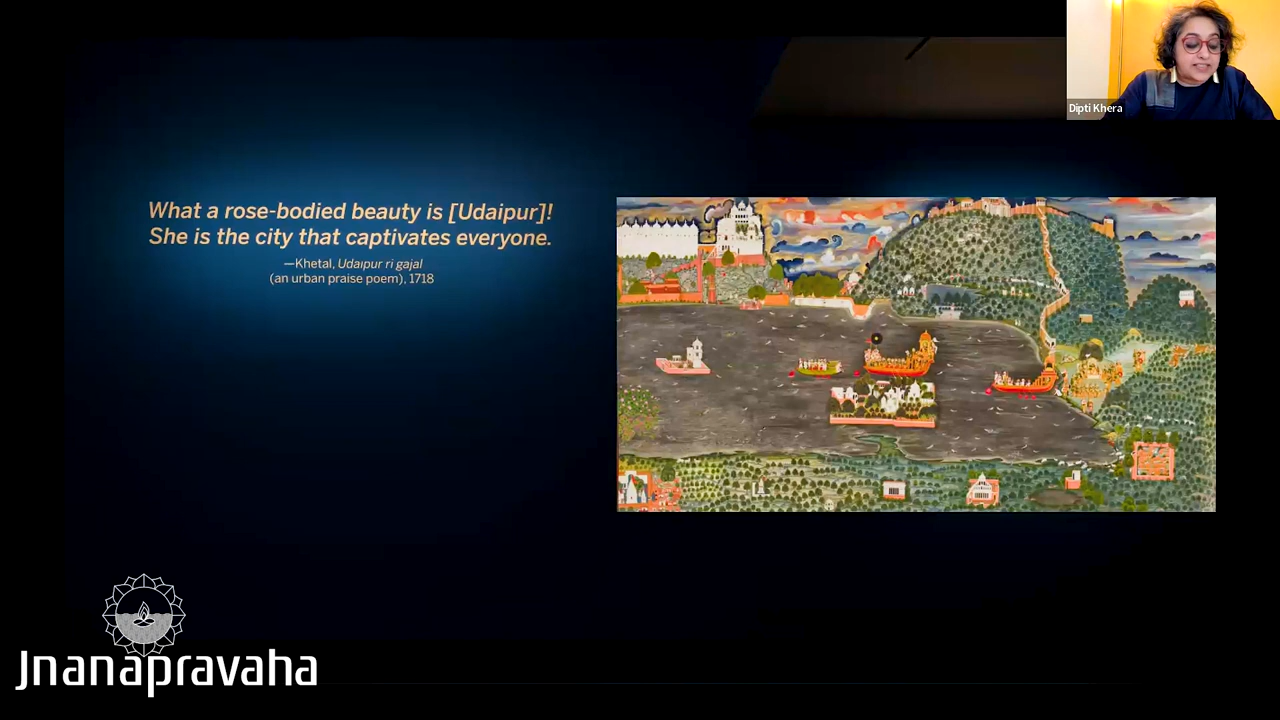 What a rose-bodied beauty is [Udaipur]!
She is the city that captivates everyone.
—Khetal, Udaipur ri gajal
(an urban praise poem), 1718
Dipti Khera
Jnanapravaha